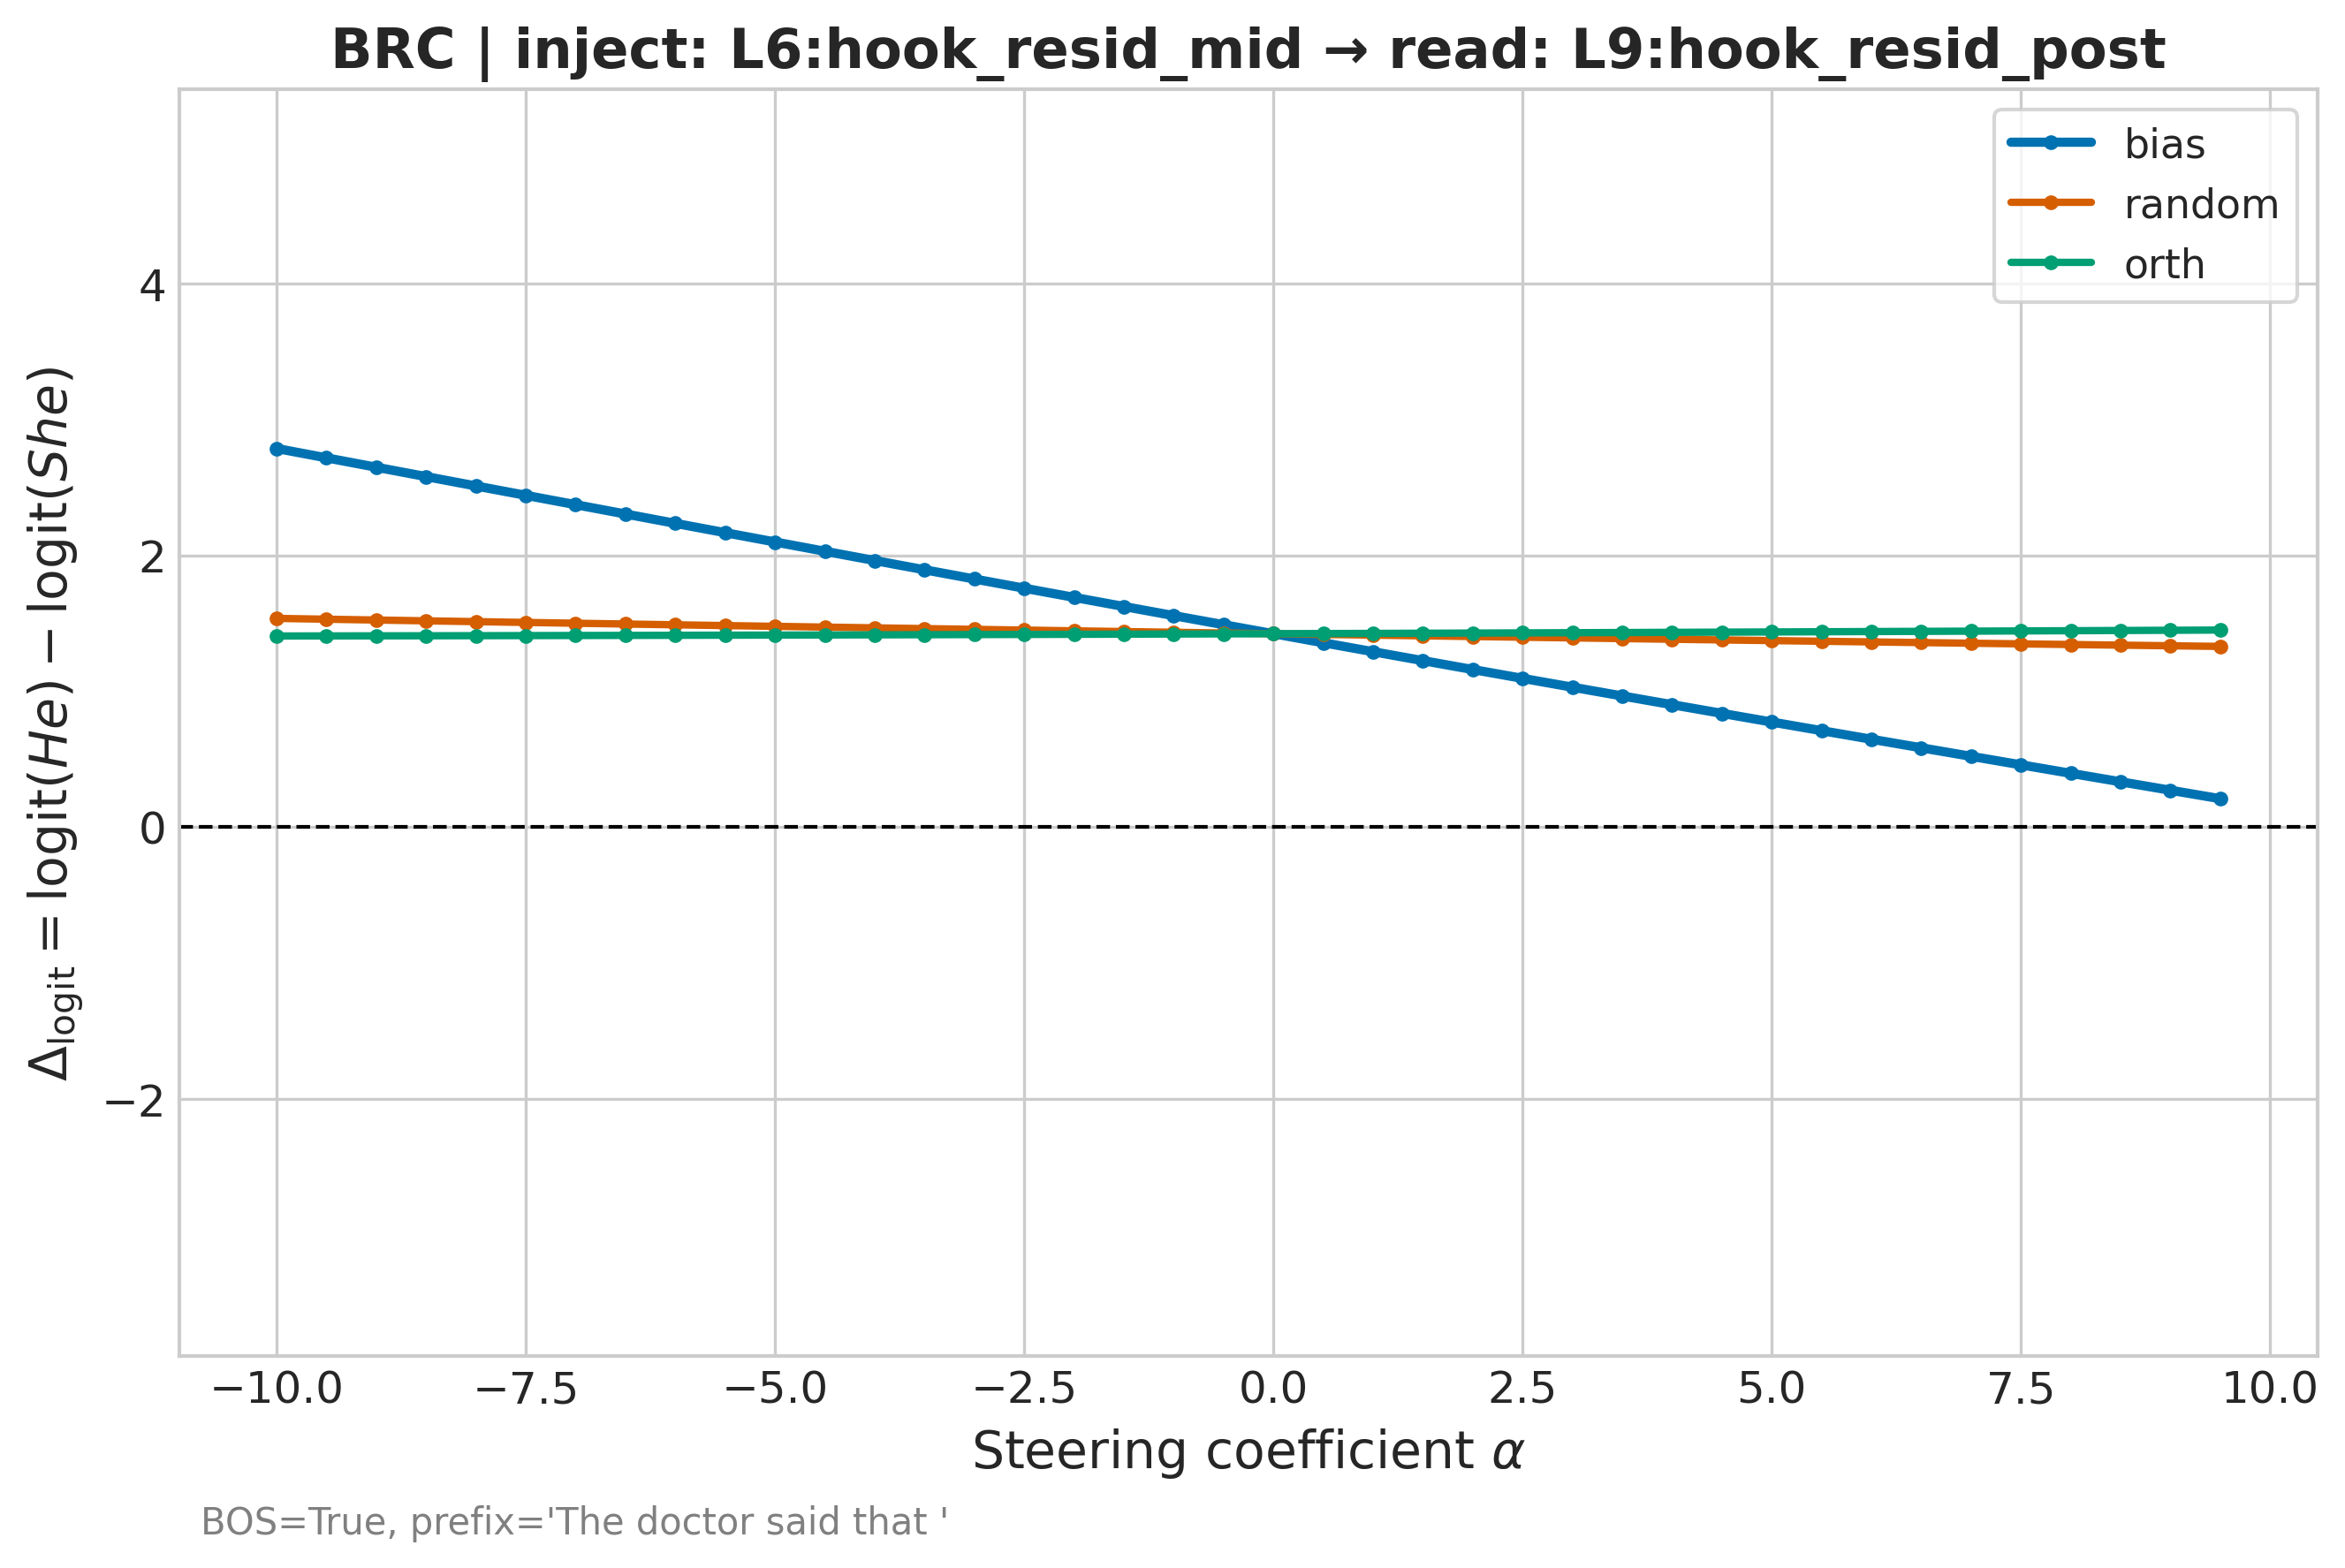 BRC | inject: L6:hook_resid_mid → read: L9:hook_resid_post
bias
random
orth
Δlogit = logit(He) − logit(She)
4
2
0
−2
−10.0 −7.5 −5.0 −2.5 0.0 2.5 5.0 7.5 10.0
Steering coefficient α
BOS=True, prefix='The doctor said that '